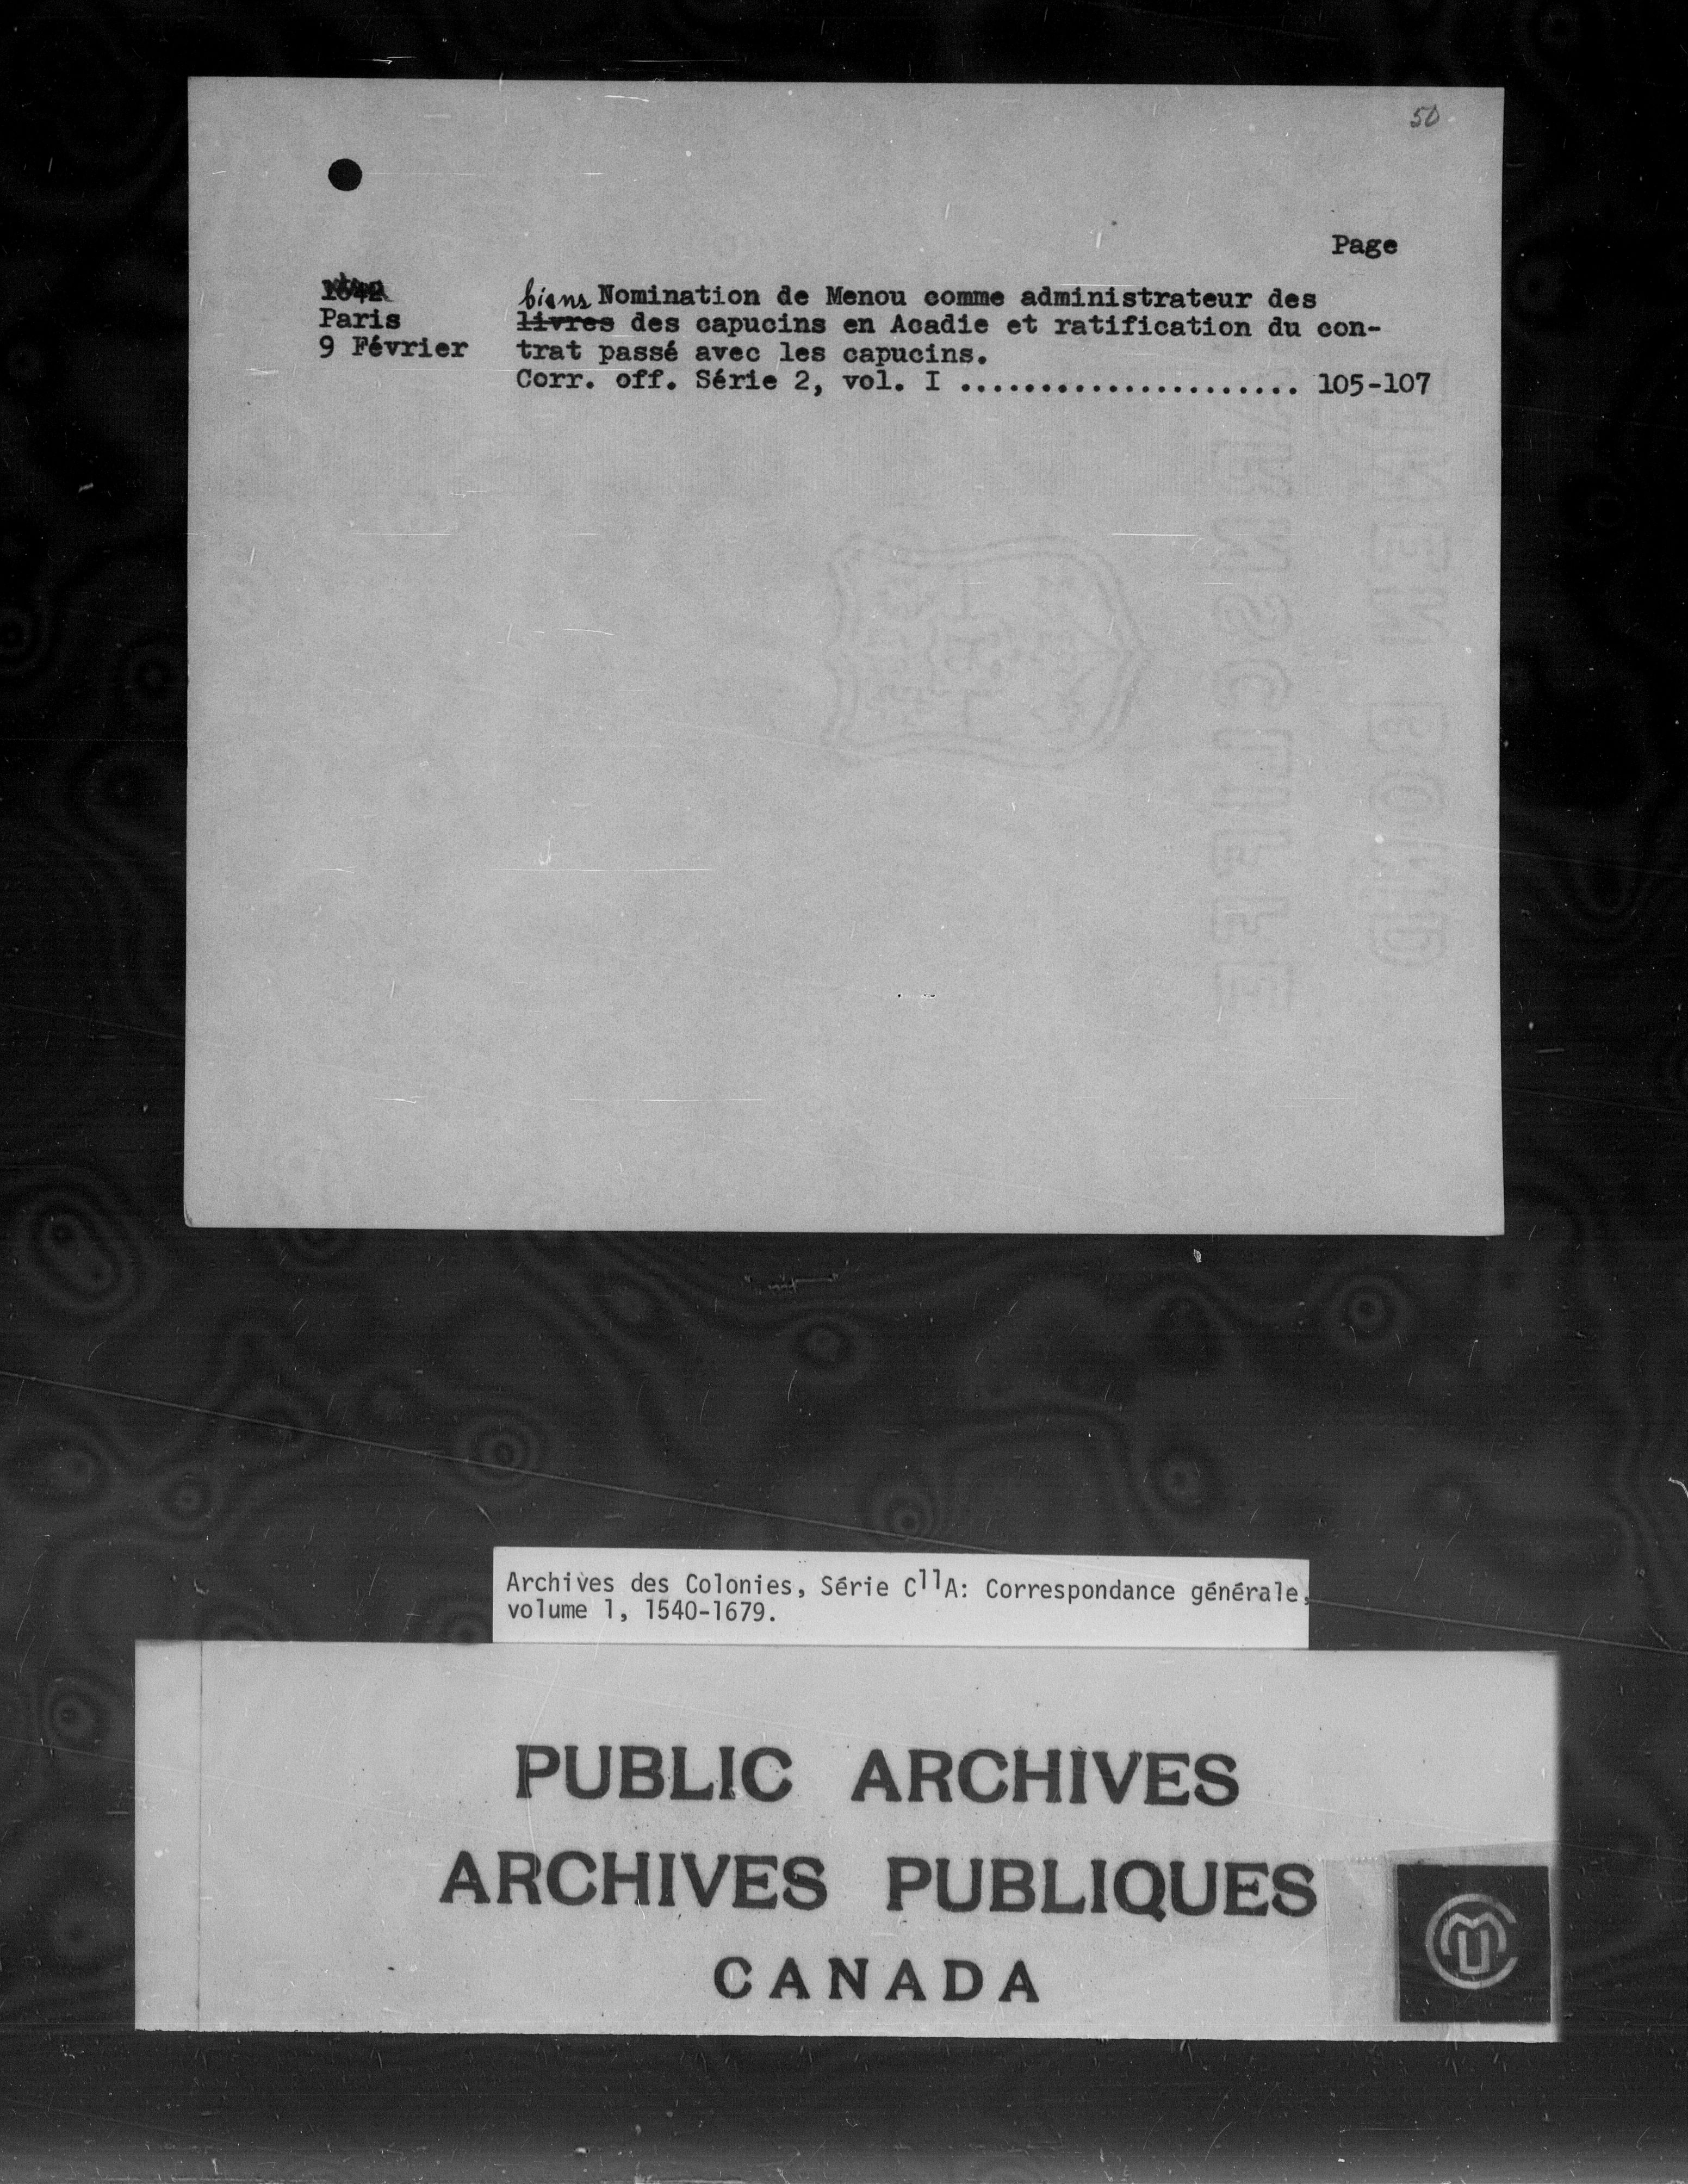 50
Page
1642
Paris
9 Février
biens Nomination de Menou comme administrateur des
livres des capucins en Acadie et ratification du con-
trat passé avec les capucins.
Corr. off. Série 2, vol. I ...................... 105-107
Archives des Colonies, Série C11A: Correspondance générale,
volume 1, 1540-1679.
PUBLIC ARCHIVES
ARCHIVES PUBLIQUES
CANADA